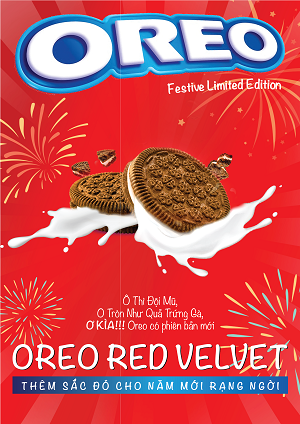 OREO
Festive Limited Edition
Ô Thì Đội Mũ,
O Tròn Như Quả Trứng Gà,
Ơ KÌA!!! Oreo có phiên bản mới
OREO RED VELVET
THÊM SẮC ĐỎ CHO NĂM MỚI RẠNG NGỜI